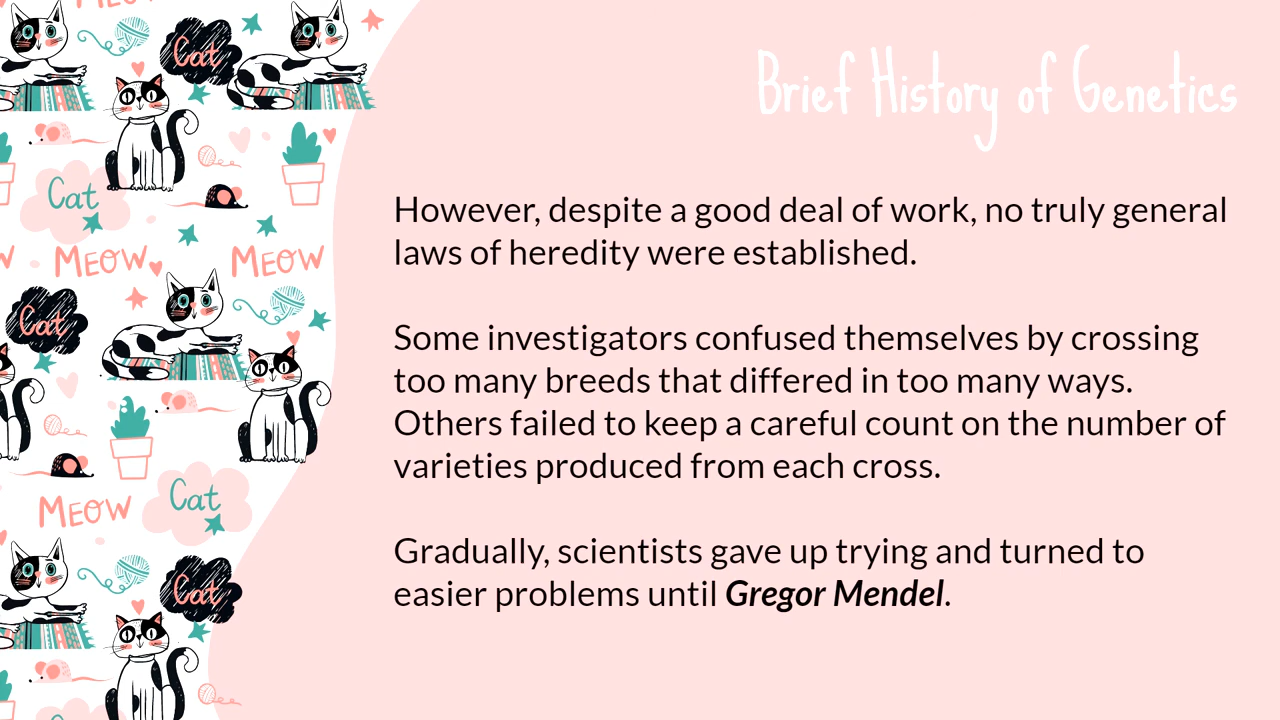 Brief History of Genetics
However, despite a good deal of work, no truly general
laws of heredity were established.
Some investigators confused themselves by crossing
too many breeds that differed in too many ways.
Others failed to keep a careful count on the number of
varieties produced from each cross.
Gradually, scientists gave up trying and turned to
easier problems until Gregor Mendel.
Cat
Cat
MEOW
MEOW
Cat
MEOW
Cat
Cat